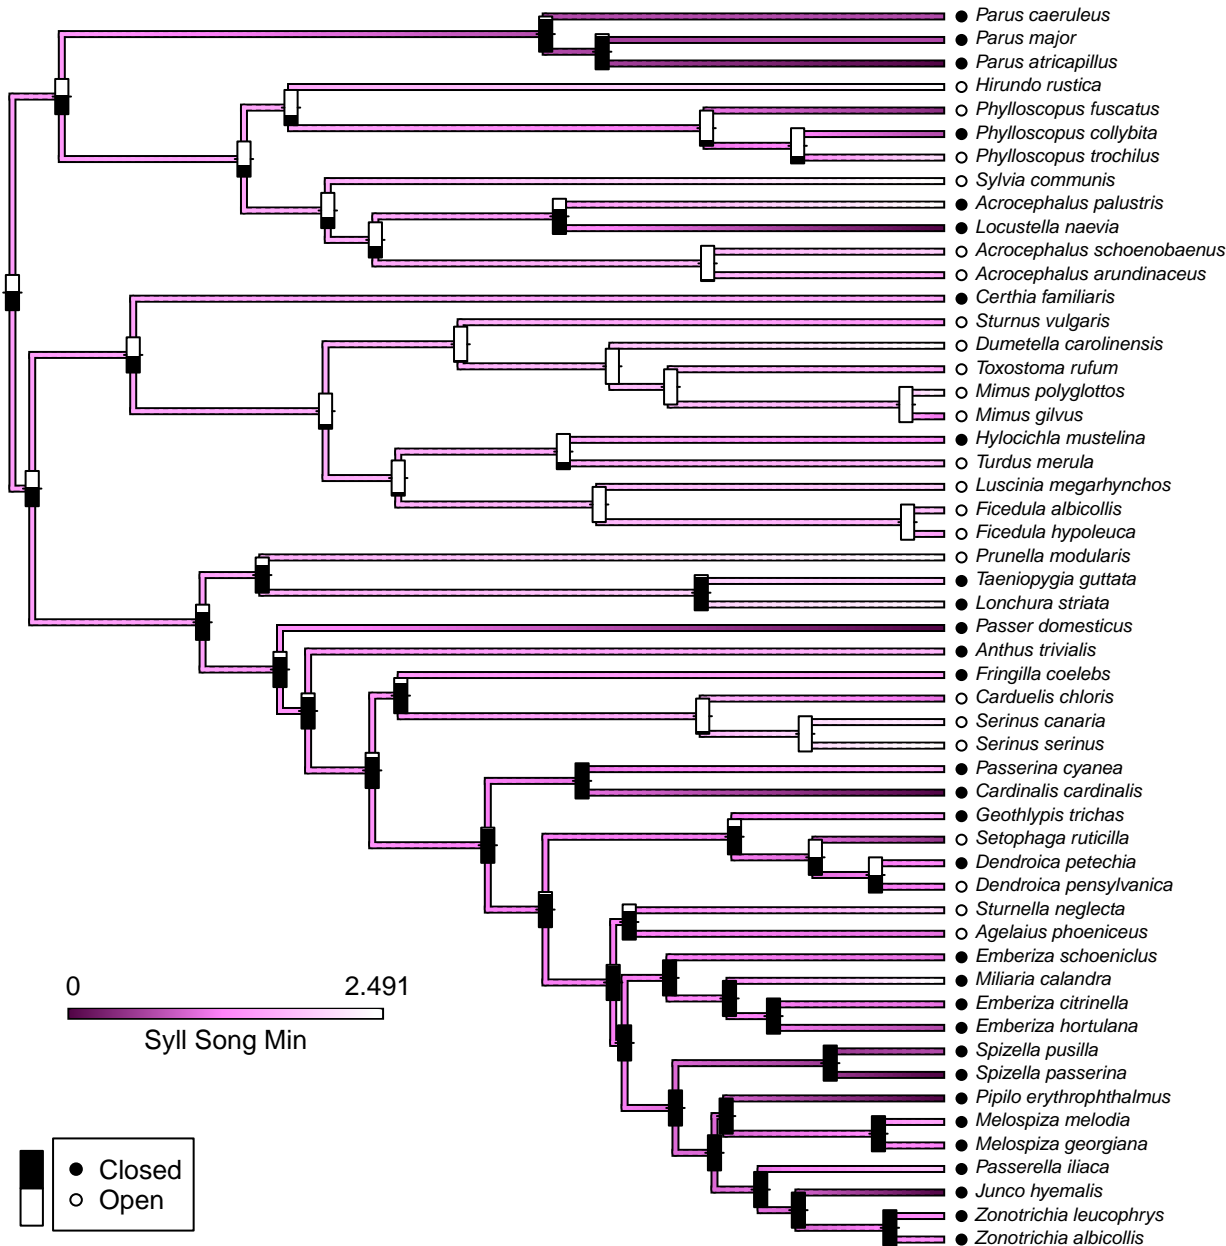 Parus caeruleus
Parus major
Parus atricapillus
Hirundo rustica
Phylloscopus fuscatus
Phylloscopus collybita
Phylloscopus trochilus
Sylvia communis
Acrocephalus palustris
Locustella naevia
Acrocephalus schoenobaenus
Acrocephalus arundinaceus
Certhia familiaris
Sturnus vulgaris
Dumetella carolinensis
Toxostoma rufum
Mimus polyglottos
Mimus gilvus
Hylocichla mustelina
Turdus merula
Luscinia megarhynchos
Ficedula albicollis
Ficedula hypoleuca
Prunella modularis
Taeniopygia guttata
Lonchura striata
Passer domesticus
Anthus trivialis
Fringilla coelebs
Carduelis chloris
Serinus canaria
Serinus serinus
Passerina cyanea
Cardinalis cardinalis
Geothlypis trichas
Setophaga ruticilla
Dendroica petechia
Dendroica pensylvanica
Sturnella neglecta
Agelaius phoeniceus
Emberiza schoeniclus
Miliaria calandra
Emberiza citrinella
Emberiza hortulana
Spizella pusilla
Spizella passerina
Pipilo erythrophthalmus
Melospiza melodia
Melospiza georgiana
Passerella iliaca
Junco hyemalis
Zonotrichia leucophrys
Zonotrichia albicollis
0 2.491
Syll Song Min
Closed
Open